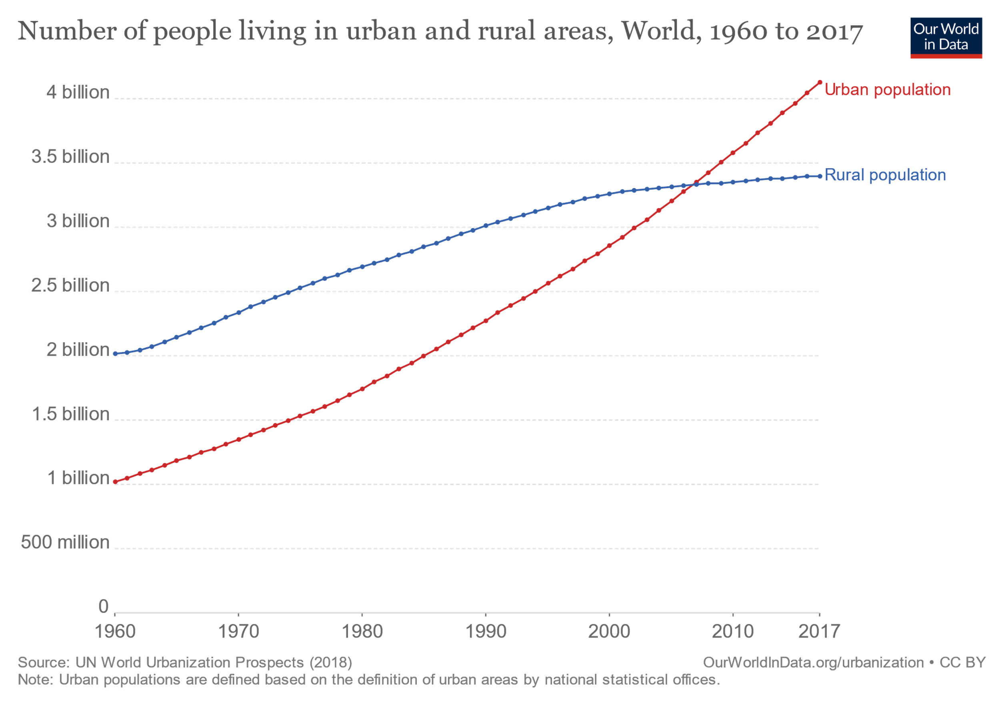 Number of people living in urban and rural areas, World, 1960 to 2017
Our World
in Data
4 billion
3.5 billion
3 billion
2.5 billion
2 billion
1.5 billion
1 billion
500 million
0
Urban population
Rural population
1960 1970 1980 1990 2000 2010 2017
Source: UN World Urbanization Prospects (2018)
OurWorldInData.org/urbanization • CC BY
Note: Urban populations are defined based on the definition of urban areas by national statistical offices.